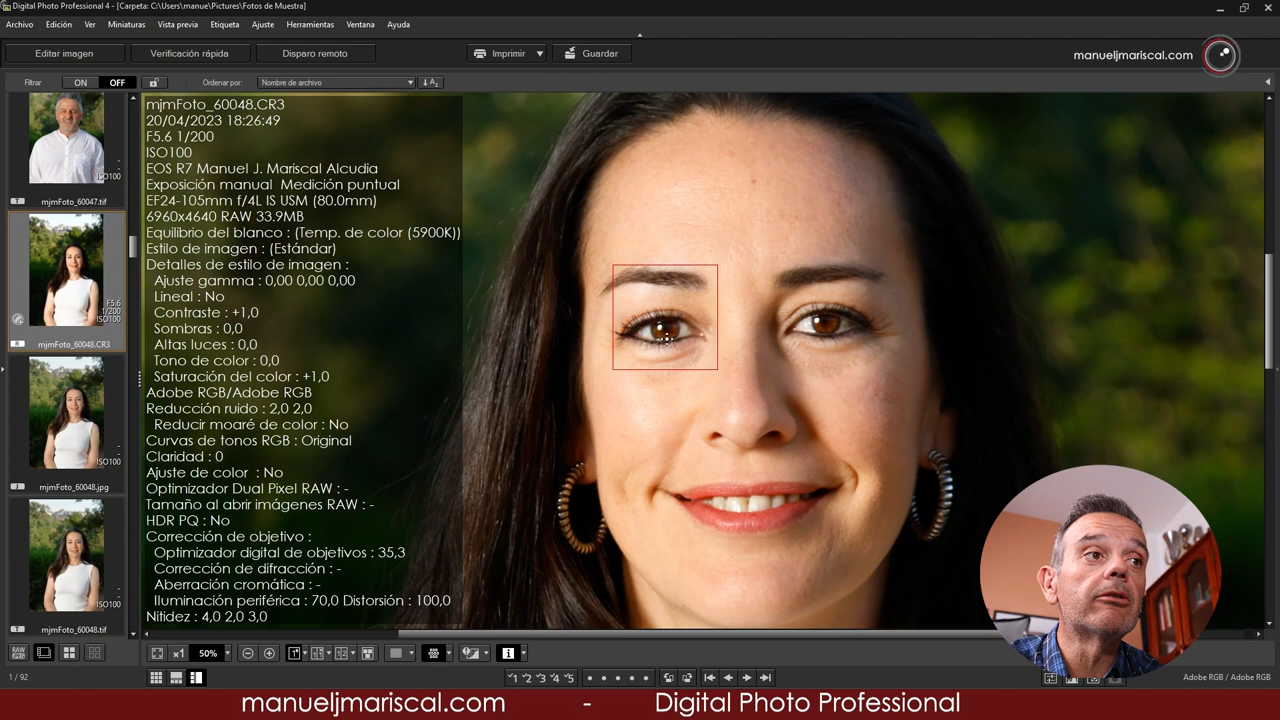 Digital Photo Professional 4 - [Carpeta: C:\Users\manue\Pictures\Fotos de Muestra]
Archivo Edición Ver Miniaturas Vista previa Etiqueta Ajuste Herramientas Ventana Ayuda
Editar imagen Verificación rápida Disparo remoto Imprimir Guardar
manueljmariscal.com
Filtrar ON OFF Ordenar por: Nombre de archivo
ISO100
mjmFoto_60047.tif
F5.6
1/200
ISO100
mjmFoto_60048.CR3
ISO100
mjmFoto_60048.jpg
ISO100
mjmFoto_60048.tif
mjmFoto_60048.CR3
20/04/2023 18:26:49
F5.6 1/200
ISO100
EOS R7 Manuel J. Mariscal Alcudia
Exposición manual Medición puntual
EF24-105mm f/4L IS USM (80.0mm)
6960x4640 RAW 33.9MB
Equilibrio del blanco : (Temp. de color (5900K))
Estilo de imagen : (Estándar)
Detalles de estilo de imagen :
Ajuste gamma : 0,00 0,00 0,00
Lineal : No
Contraste : +1,0
Sombras : 0,0
Altas luces : 0,0
Tono de color : 0,0
Saturación del color : +1,0
Adobe RGB/Adobe RGB
Reducción ruido : 2,0 2,0
Reducir moaré de color : No
Curvas de tonos RGB : Original
Claridad : 0
Ajuste de color : No
Optimizador Dual Pixel RAW : -
Tamaño al abrir imágenes RAW : -
HDR PQ : No
Corrección de objetivo :
Optimizador digital de objetivos : 35,3
Corrección de difracción : -
Aberración cromática : -
Iluminación periférica : 70,0 Distorsión : 100,0
Nitidez : 4,0 2,0 3,0
RAW x1 50%
1 / 92
1 2 3 4 5
Adobe RGB / Adobe RGB
manueljmariscal.com - Digital Photo Professional